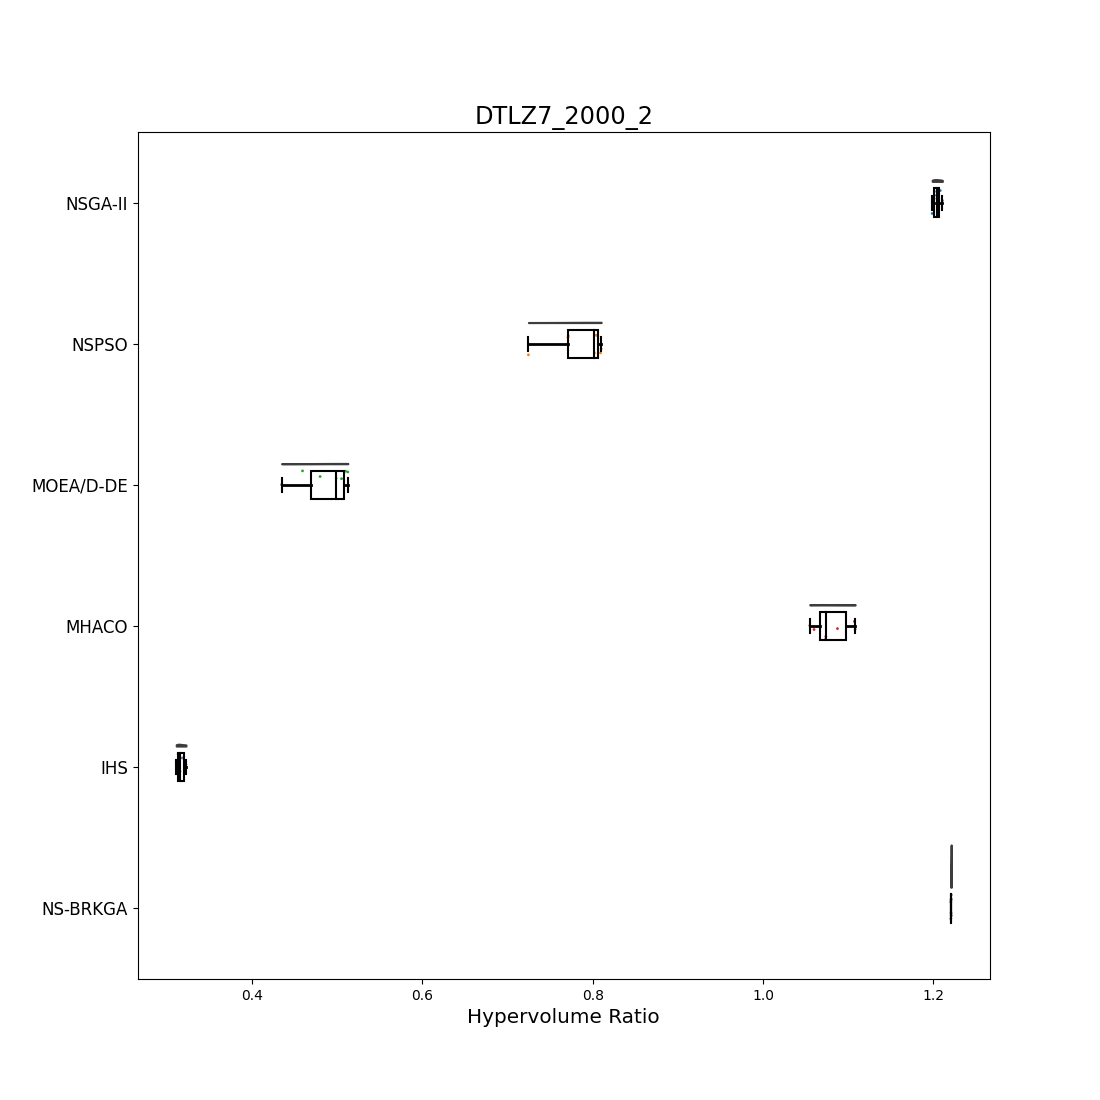 DTLZ7_2000_2
NSGA-II
NSPSO
MOEA/D-DE
MHACO
IHS
NS-BRKGA
0.4 0.6 0.8 1.0 1.2
Hypervolume Ratio